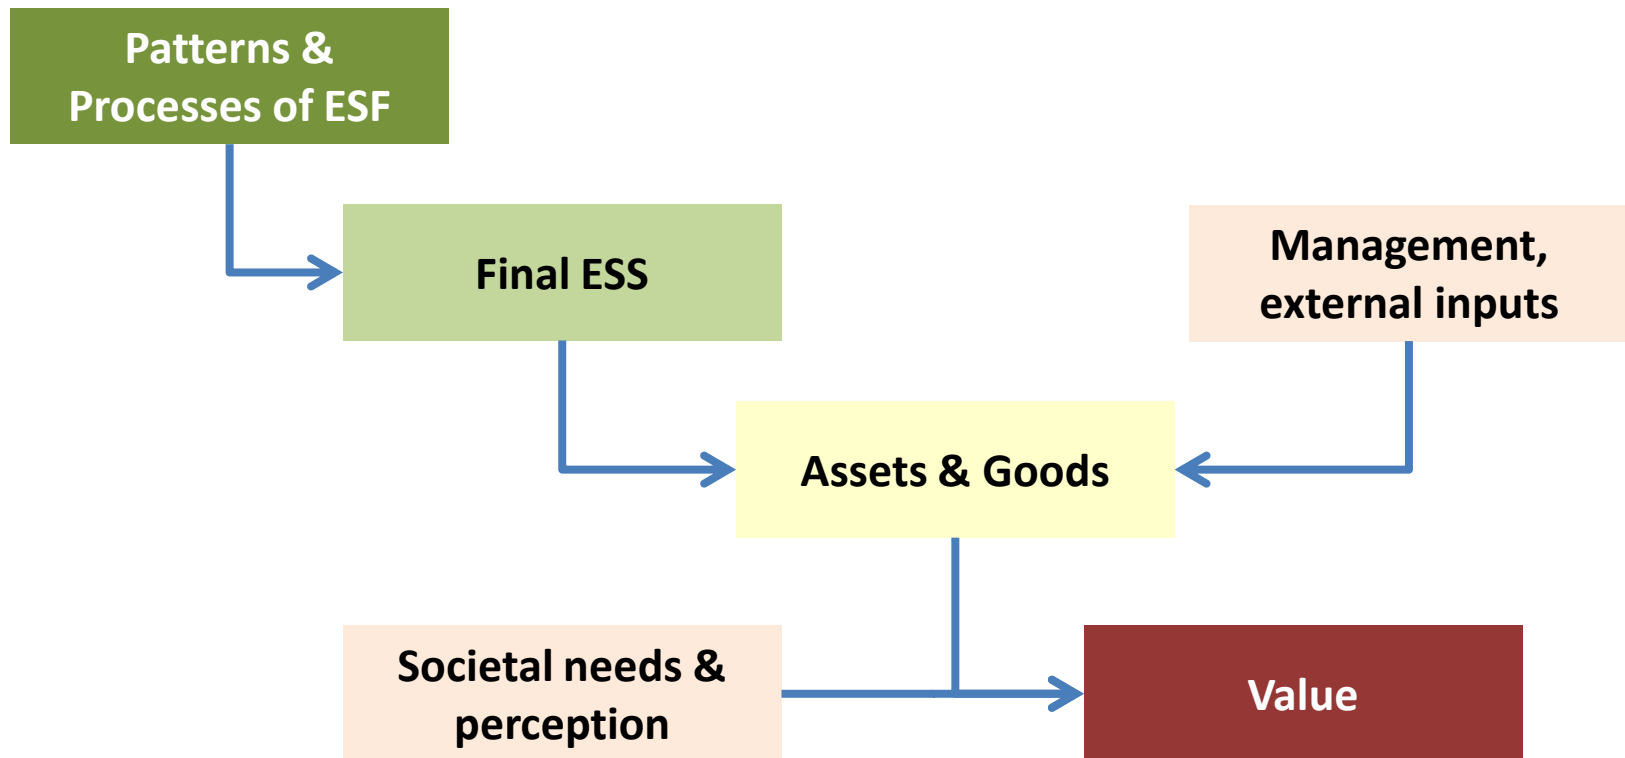 Patterns &
Processes of ESF
Final ESS
Management,
external inputs
Assets & Goods
Societal needs &
perception
Value